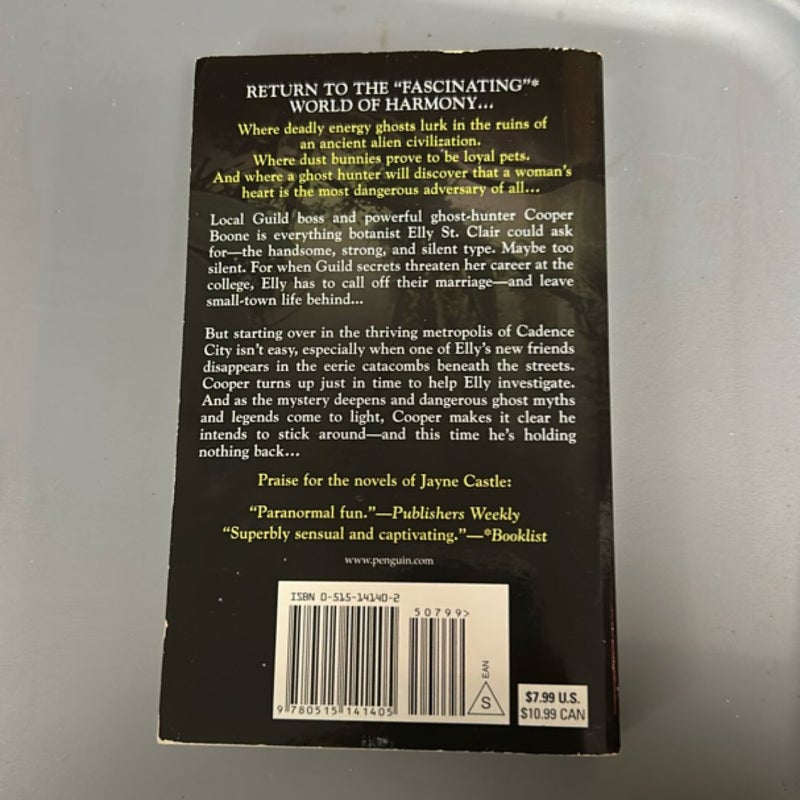 RETURN TO THE “FASCINATING”*
WORLD OF HARMONY...
Where deadly energy ghosts lurk in the ruins of
an ancient alien civilization.
Where dust bunnies prove to be loyal pets.
And where a ghost hunter will discover that a woman's
heart is the most dangerous adversary of all...
Local Guild boss and powerful ghost-hunter Cooper
Boone is everything botanist Elly St. Clair could ask
for—the handsome, strong, and silent type. Maybe too
silent. For when Guild secrets threaten her career at the
college, Elly has to call off their marriage—and leave
small-town life behind...
But starting over in the thriving metropolis of Cadence
City isn't easy, especially when one of Elly's new friends
disappears in the eerie catacombs beneath the streets.
Cooper turns up just in time to help Elly investigate.
And as the mystery deepens and dangerous ghost myths
and legends come to light, Cooper makes it clear he
intends to stick around—and this time he's holding
nothing back...
Praise for the novels of Jayne Castle:
“Paranormal fun.”—Publishers Weekly
“Superbly sensual and captivating.”—*Booklist
www.penguin.com
ISBN 0-515-14140-2
50799>
EAN
S
9 780515 141405
$7.99 U.S.
$10.99 CAN